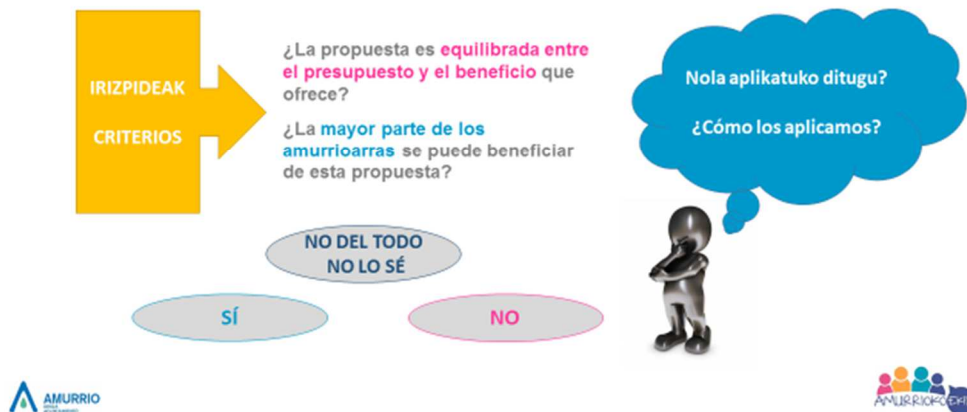 IRIZPIDEAK
CRITERIOS
¿La propuesta es equilibrada entre
el presupuesto y el beneficio que
ofrece?
¿La mayor parte de los
amurrioarras se puede beneficiar
de esta propuesta?
Nola aplikatuko ditugu?
¿Cómo los aplicamos?
NO DEL TODO
NO LO SÉ
SÍ
NO
AMURRIO